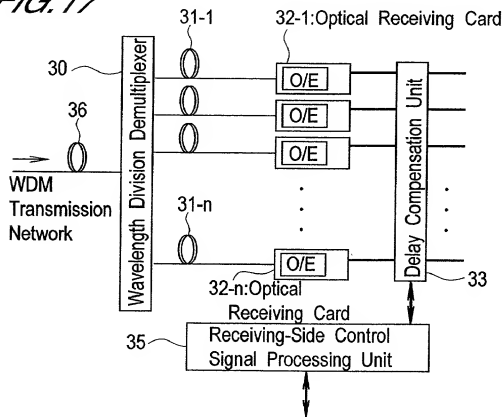 FIG. 17
31-1
32-1:Optical Receiving Card
30
36
Wavelength Division Demultiplexer
O/E
O/E
O/E
Delay Compensation Unit
WDM
Transmission
Network
31-n
O/E
32-n:Optical
Receiving Card
33
35
Receiving-Side Control
Signal Processing Unit